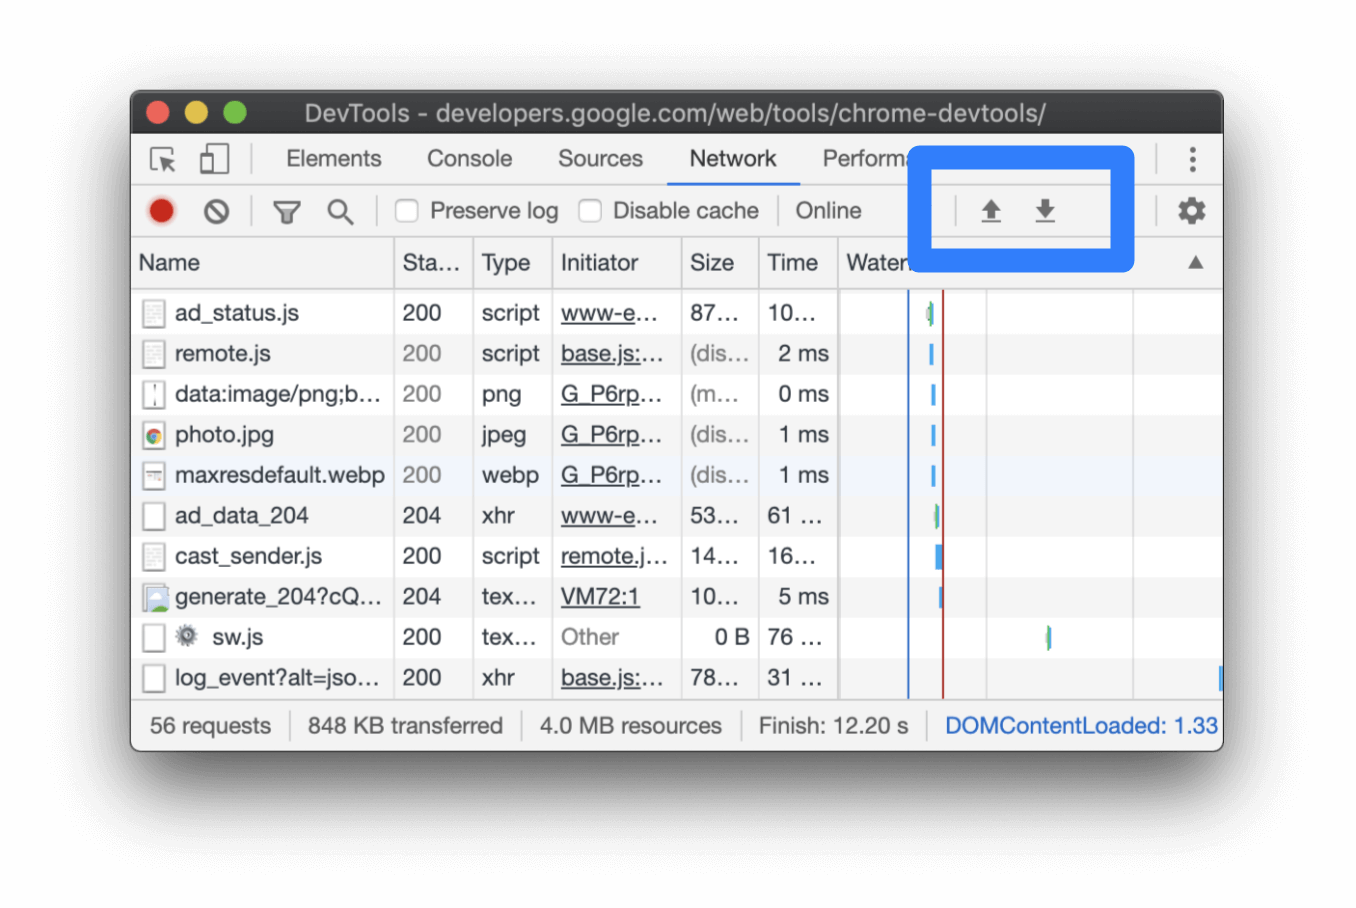 DevTools - developers.google.com/web/tools/chrome-devtools/
Elements Console Sources Network Performa
Preserve log Disable cache Online
Name Sta... Type Initiator Size Time Water
ad_status.js 200 script www-e... 87... 10...
remote.js 200 script base.js:... (dis... 2 ms
data:image/png;b... 200 png G_P6rp... (m... 0 ms
photo.jpg 200 jpeg G_P6rp... (dis... 1 ms
maxresdefault.webp 200 webp G_P6rp... (dis... 1 ms
ad_data_204 204 xhr www-e... 53... 61 ...
cast_sender.js 200 script remote.j... 14... 16...
generate_204?cQ... 204 tex... VM72:1 10... 5 ms
sw.js 200 tex... Other 0 B 76 ...
log_event?alt=jso... 200 xhr base.js:... 78... 31 ...
56 requests 848 KB transferred 4.0 MB resources Finish: 12.20 s DOMContentLoaded: 1.33